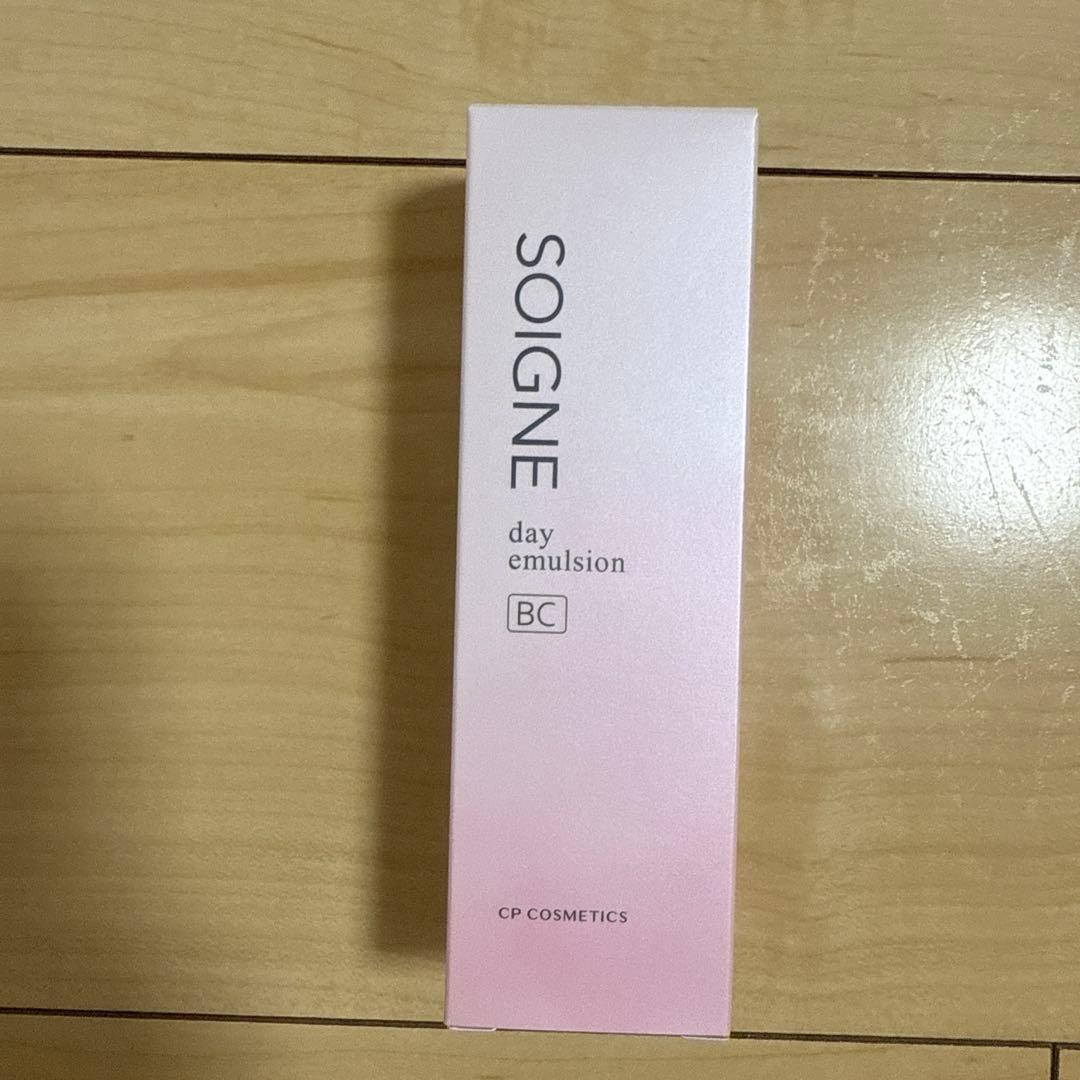 SOIGNE
day
emulsion
BC
CP COSMETICS